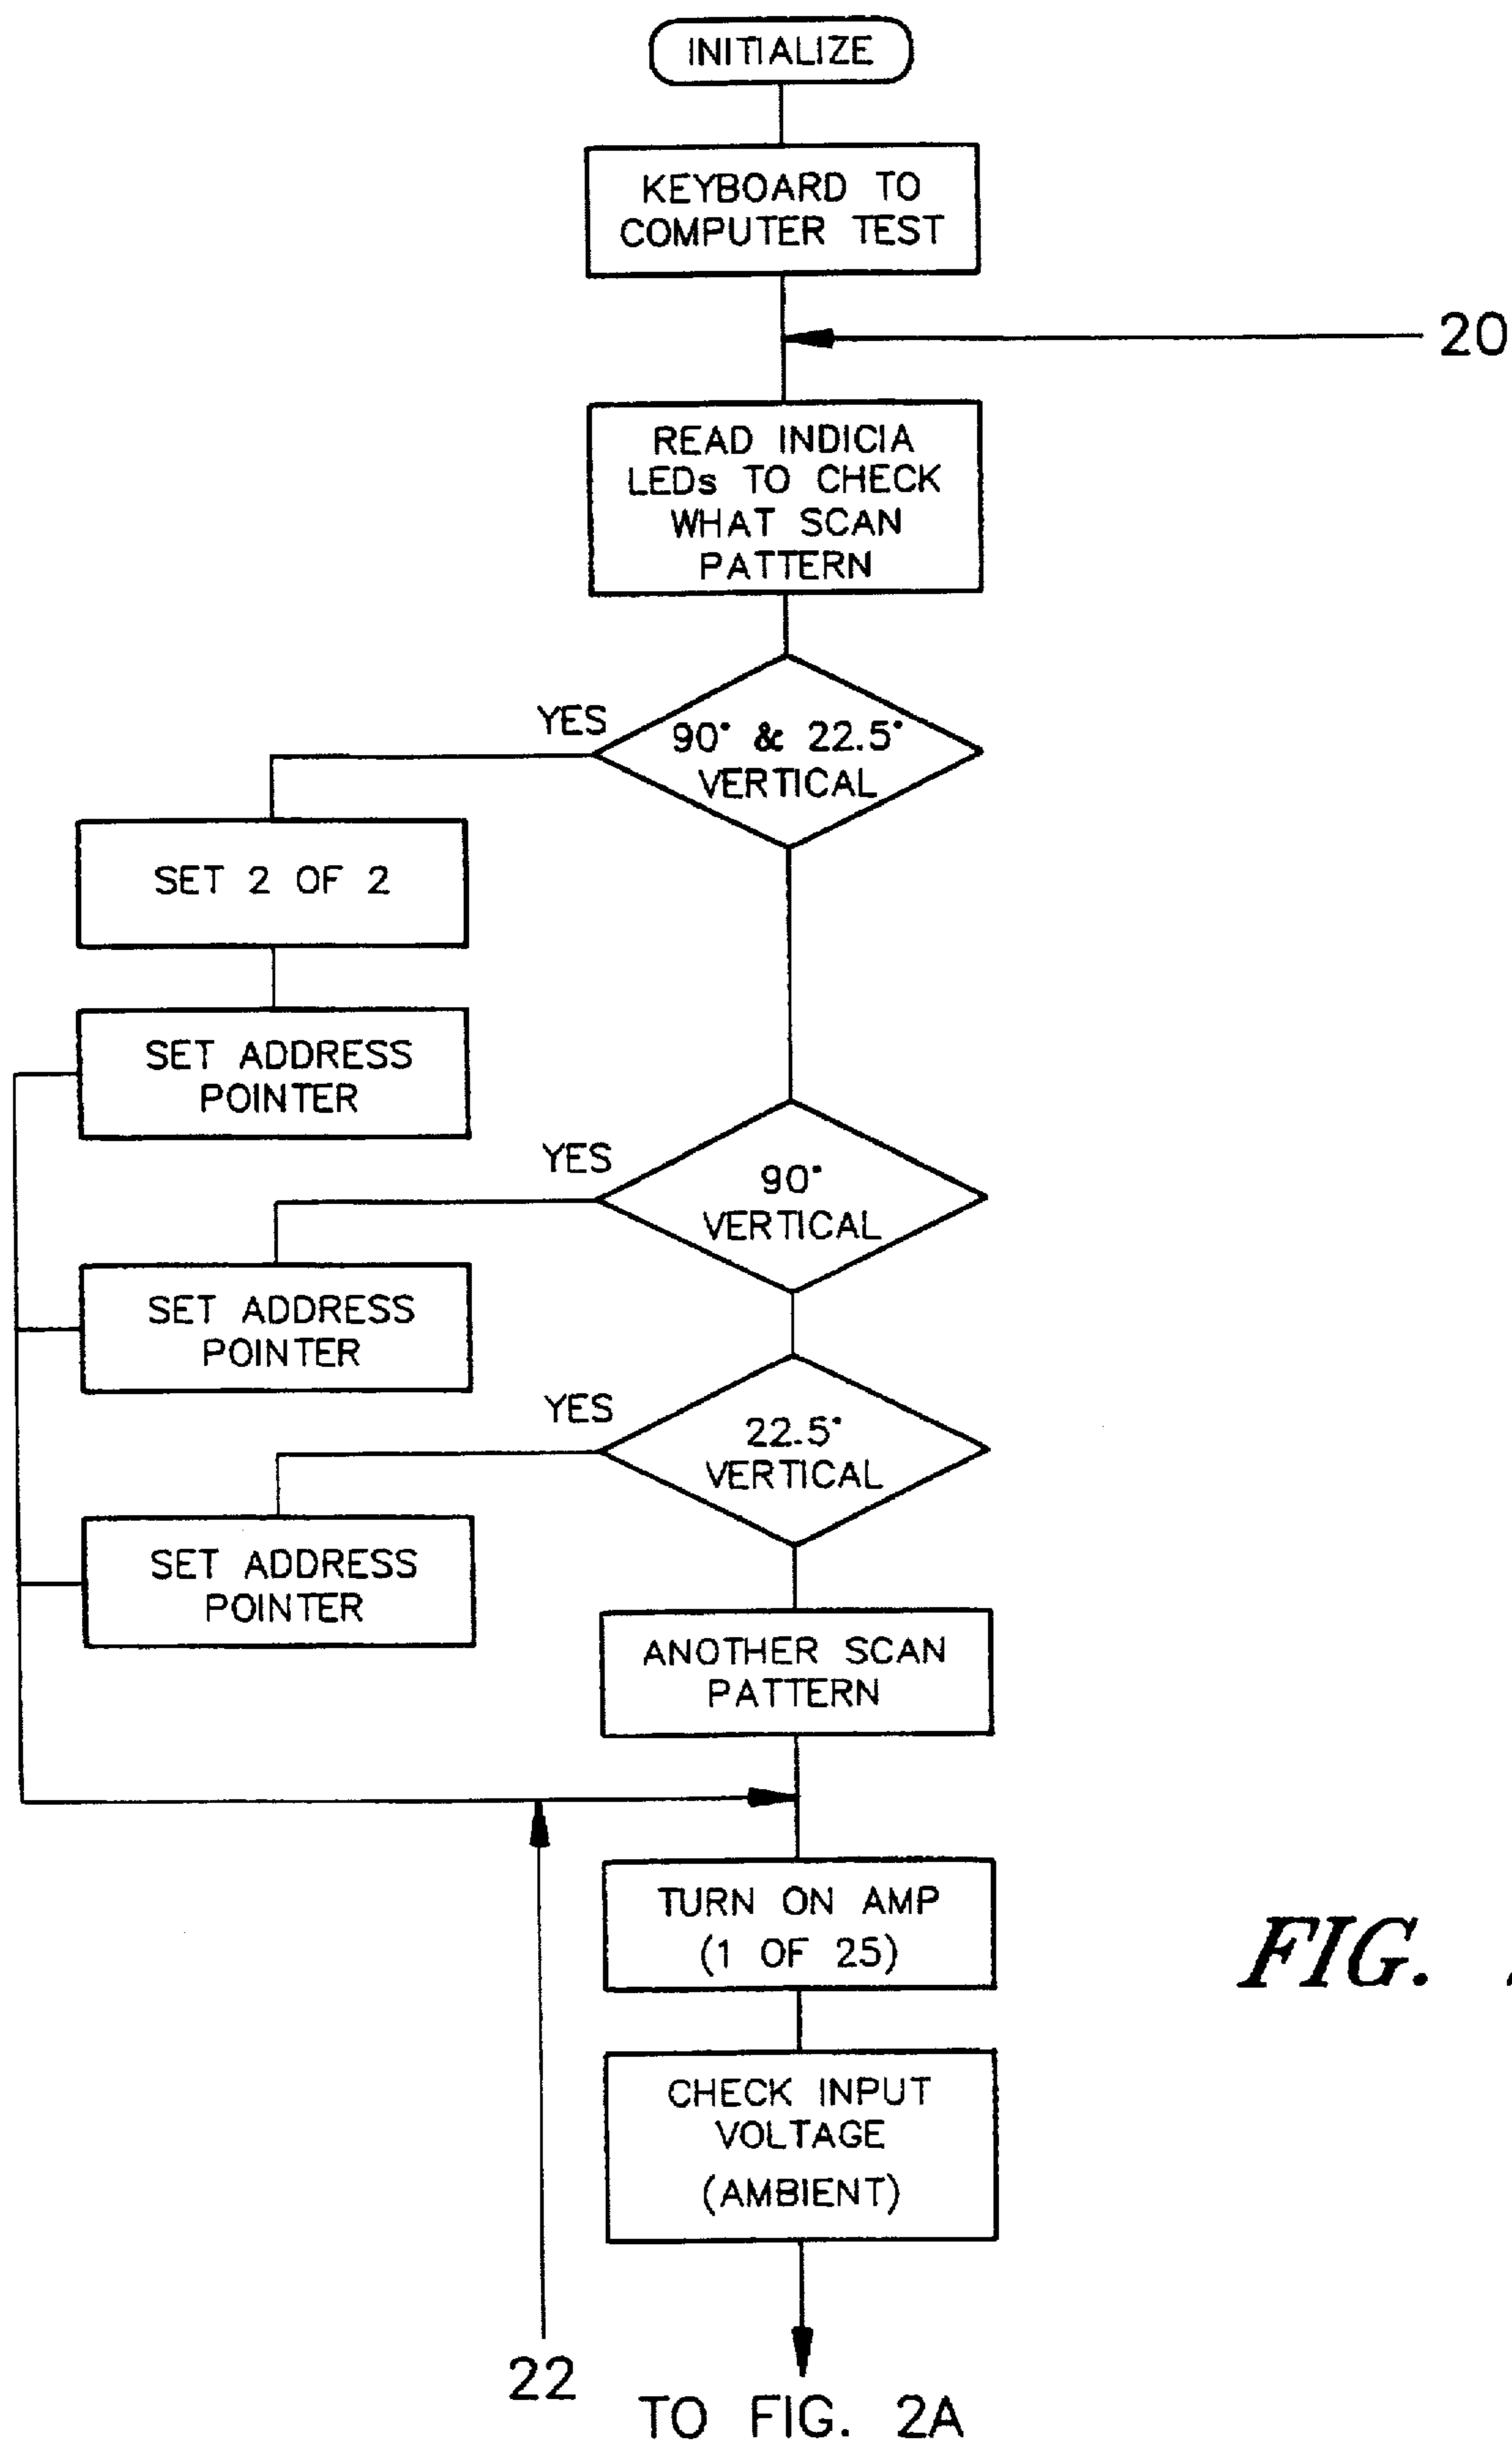 INITIALIZE
KEYBOARD TO
COMPUTER TEST
20
READ INDICIA
LEDs TO CHECK
WHAT SCAN
PATTERN
YES
90° & 22.5°
VERTICAL
SET 2 OF 2
SET ADDRESS
POINTER
YES
90°
VERTICAL
SET ADDRESS
POINTER
YES
22.5°
VERTICAL
SET ADDRESS
POINTER
ANOTHER SCAN
PATTERN
TURN ON AMP
(1 OF 25)
FIG.
CHECK INPUT
VOLTAGE
(AMBIENT)
22
TO FIG. 2A